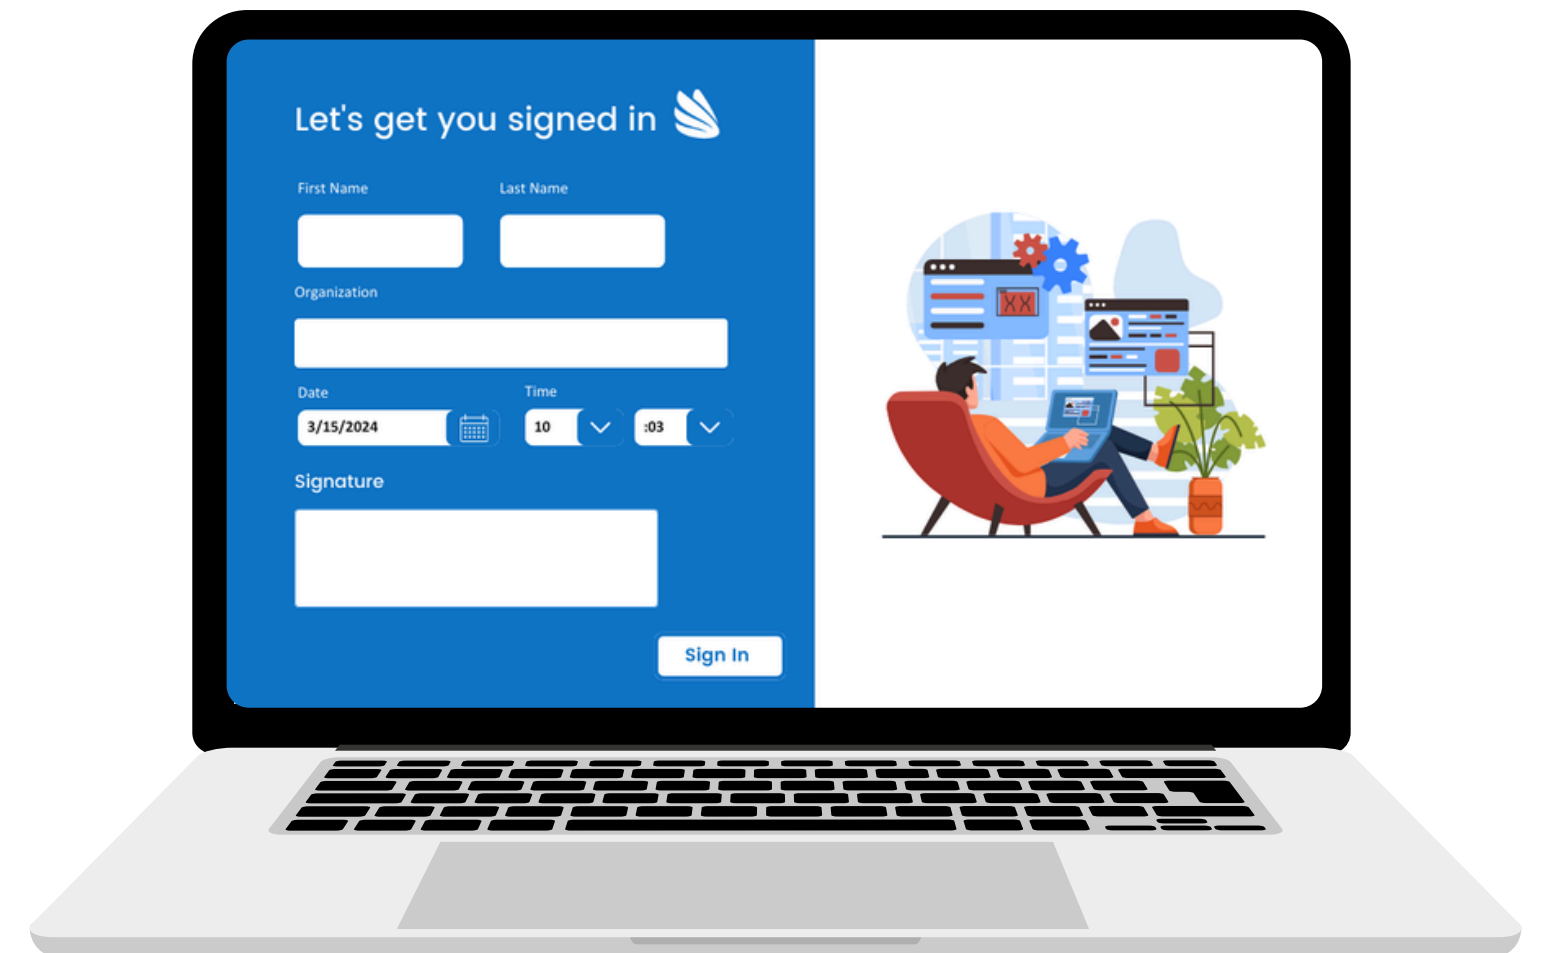 Let's get you signed in
First Name Last Name
Organization
Date Time
3/15/2024 10 :03
Signature
Sign In
XX